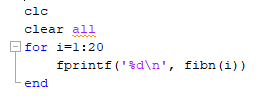 clc
clear all
for i=1:20
    fprintf('%d\n', fibn(i))
end